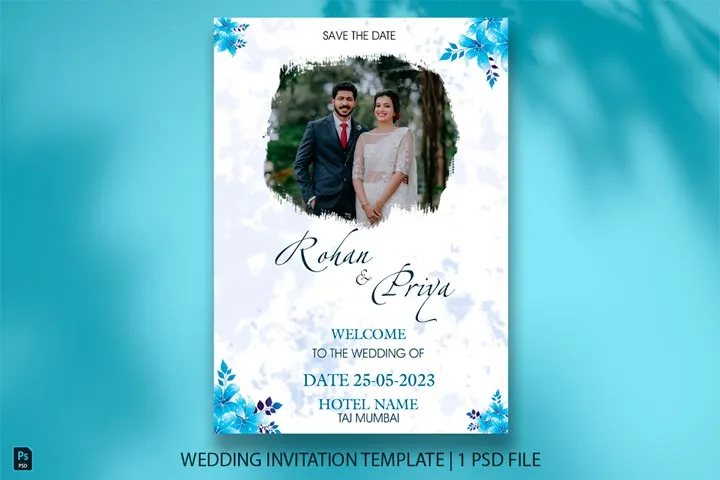 SAVE THE DATE
Rohan
&
Priya
WELCOME
TO THE WEDDING OF
DATE 25-05-2023
HOTEL NAME
TAJ MUMBAI
Ps
PSD
WEDDING INVITATION TEMPLATE | 1 PSD FILE